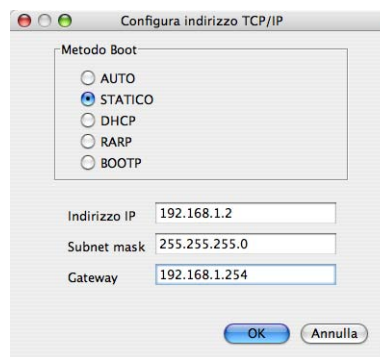 Configura indirizzo TCP/IP
Metodo Boot
AUTO
STATICO
DHCP
RARP
BOOTP
Indirizzo IP 192.168.1.2
Subnet mask 255.255.255.0
Gateway 192.168.1.254
OK Annulla